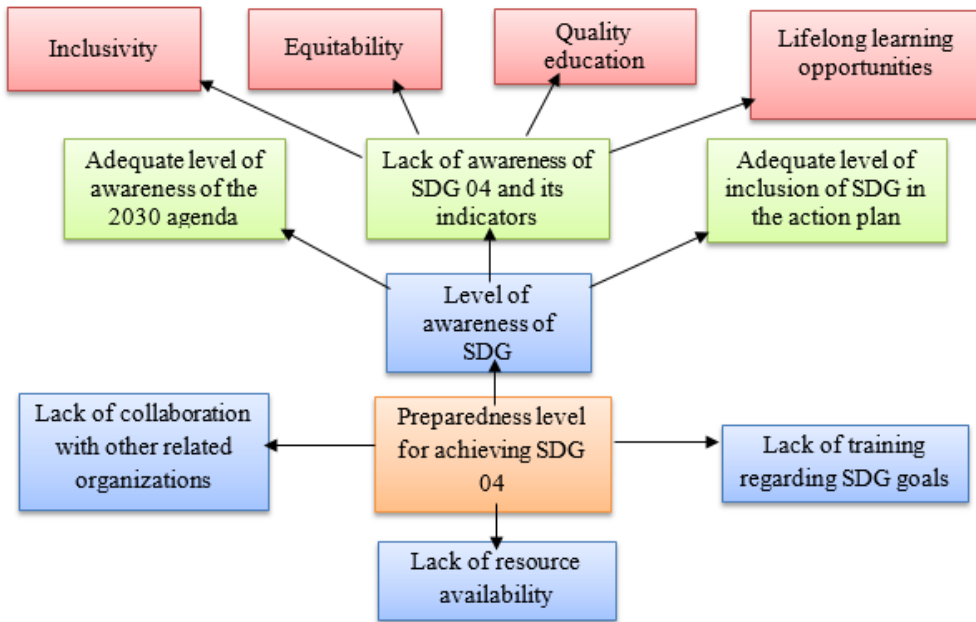 Inclusivity
Equitability
Quality
education
Lifelong learning
opportunities
Adequate level of
awareness of the
2030 agenda
Lack of awareness of
SDG 04 and its
indicators
Adequate level of
inclusion of SDG in
the action plan
Level of
awareness of
SDG
Lack of collaboration
with other related
organizations
Preparedness level
for achieving SDG
04
Lack of training
regarding SDG goals
Lack of resource
availability